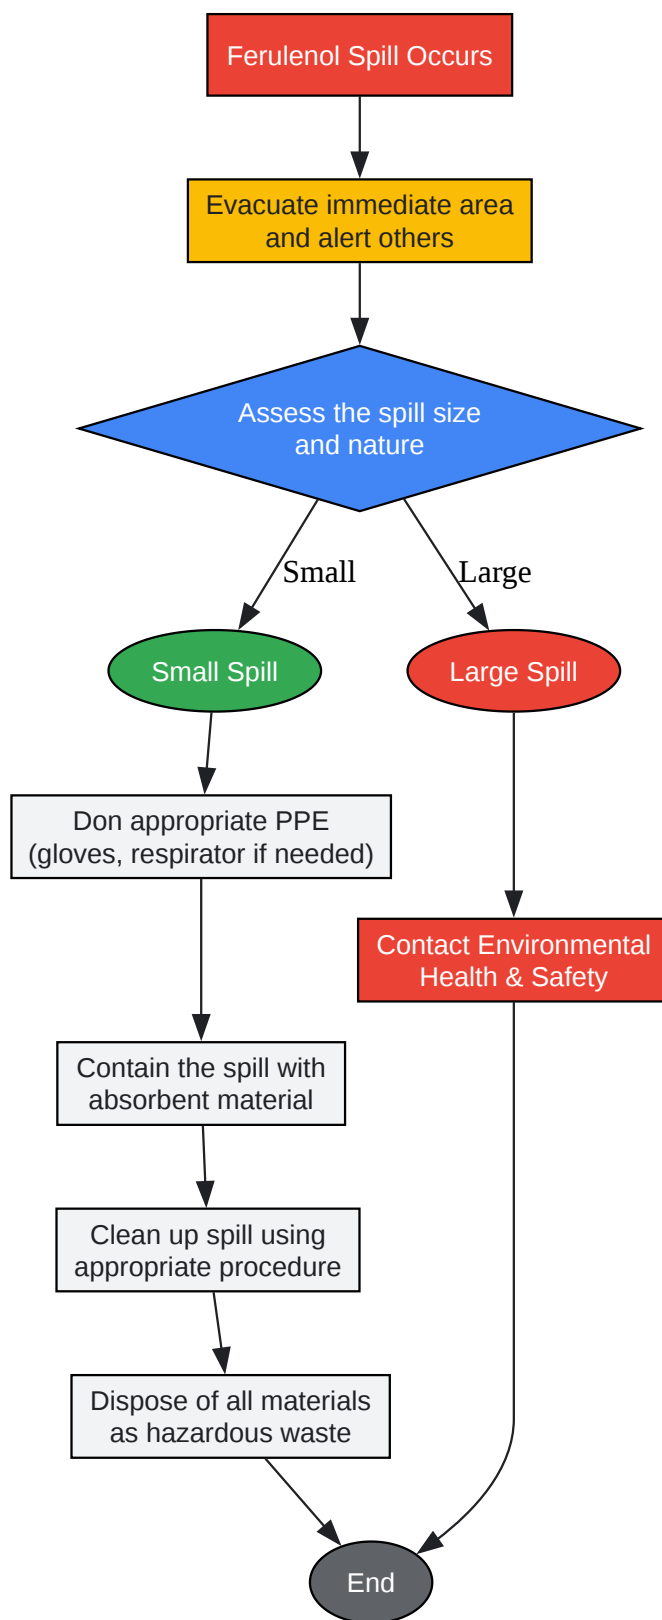 Ferulenol Spill Occurs
Evacuate immediate area
and alert others
Assess the spill size
and nature
Small
Large
Small Spill
Large Spill
Don appropriate PPE
(gloves, respirator if needed)
Contact Environmental
Health & Safety
Contain the spill with
absorbent material
Clean up spill using
appropriate procedure
Dispose of all materials
as hazardous waste
End